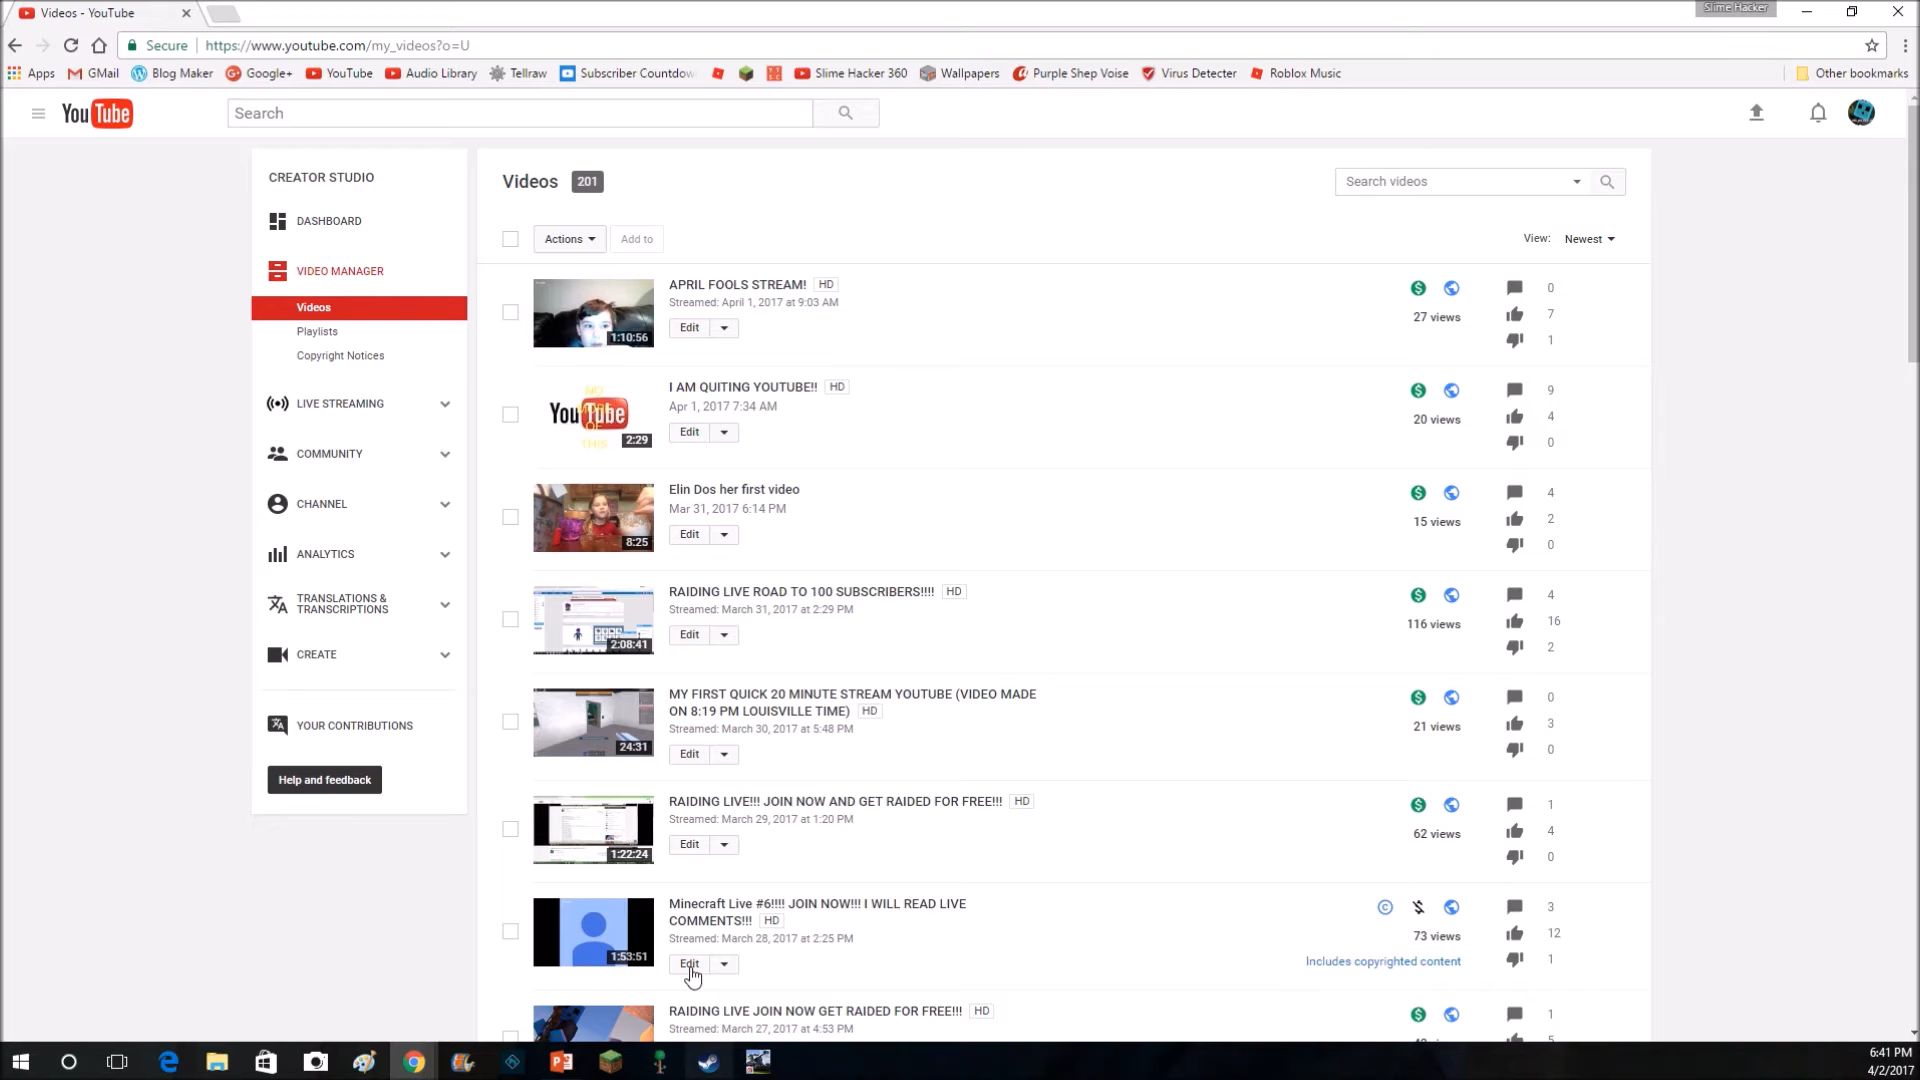 Videos - YouTube
Slime Hacker
Secure https://www.youtube.com/my_videos?o=U
Apps GMail Blog Maker Google+ YouTube Audio Library Tellraw Subscriber Countdow Slime Hacker 360 Wallpapers Purple Shep Voise Virus Detecter Roblox Music Other bookmarks
YouTube Search
CREATOR STUDIO
DASHBOARD
VIDEO MANAGER
Videos
Playlists
Copyright Notices
LIVE STREAMING
COMMUNITY
CHANNEL
ANALYTICS
TRANSLATIONS &
TRANSCRIPTIONS
CREATE
YOUR CONTRIBUTIONS
Help and feedback
Videos 201 Search videos
Actions Add to View: Newest
APRIL FOOLS STREAM! HD 0
Streamed: April 1, 2017 at 9:03 AM 27 views 7
1:10:56 Edit 1
I AM QUITING YOUTUBE!! HD 9
Apr 1, 2017 7:34 AM 20 views 4
NO
YouTube
OF
THIS
2:29 Edit 0
Elin Dos her first video 4
Mar 31, 2017 6:14 PM 15 views 2
8:25 Edit 0
RAIDING LIVE ROAD TO 100 SUBSCRIBERS!!!! HD 4
Streamed: March 31, 2017 at 2:29 PM 116 views 16
2:08:41 Edit 2
MY FIRST QUICK 20 MINUTE STREAM YOUTUBE (VIDEO MADE 0
ON 8:19 PM LOUISVILLE TIME) HD
Streamed: March 30, 2017 at 5:48 PM 21 views 3
24:31 Edit 0
RAIDING LIVE!!! JOIN NOW AND GET RAIDED FOR FREE!!! HD 1
Streamed: March 29, 2017 at 1:20 PM 62 views 4
1:22:24 Edit 0
Minecraft Live #6!!!! JOIN NOW!!! I WILL READ LIVE 3
COMMENTS!!! HD
Streamed: March 28, 2017 at 2:25 PM 73 views 12
1:53:51 Edit Includes copyrighted content 1
RAIDING LIVE JOIN NOW GET RAIDED FOR FREE!!! HD 1
Streamed: March 27, 2017 at 4:53 PM
6:41 PM
4/2/2017